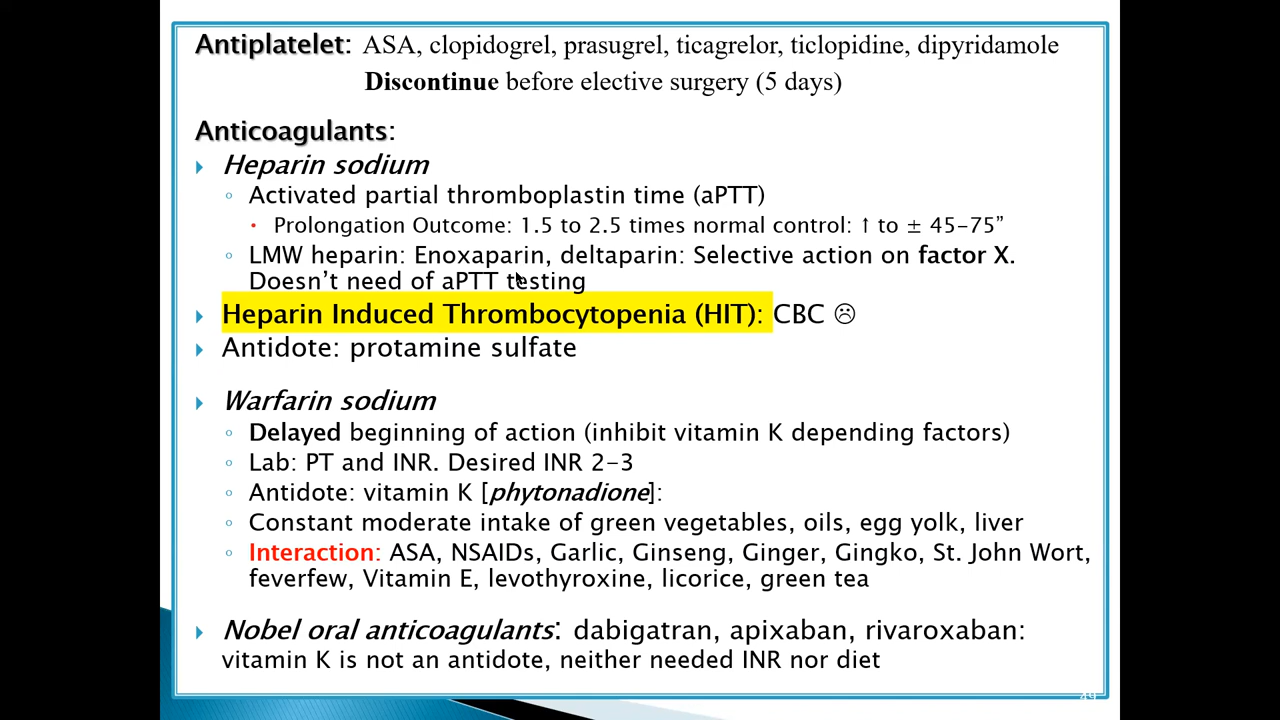 Antiplatelet: ASA, clopidogrel, prasugrel, ticagrelor, ticlopidine, dipyridamole
Discontinue before elective surgery (5 days)
Anticoagulants:
Heparin sodium
Activated partial thromboplastin time (aPTT)
Prolongation Outcome: 1.5 to 2.5 times normal control: ↑ to ± 45-75”
LMW heparin: Enoxaparin, deltaparin: Selective action on factor X.
Doesn’t need of aPTT testing
Heparin Induced Thrombocytopenia (HIT): CBC ☹
Antidote: protamine sulfate
Warfarin sodium
Delayed beginning of action (inhibit vitamin K depending factors)
Lab: PT and INR. Desired INR 2-3
Antidote: vitamin K [phytonadione]:
Constant moderate intake of green vegetables, oils, egg yolk, liver
Interaction: ASA, NSAIDs, Garlic, Ginseng, Ginger, Gingko, St. John Wort,
feverfew, Vitamin E, levothyroxine, licorice, green tea
Nobel oral anticoagulants: dabigatran, apixaban, rivaroxaban:
vitamin K is not an antidote, neither needed INR nor diet